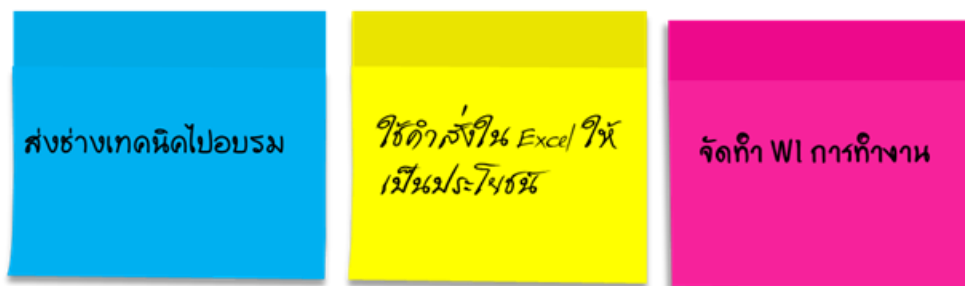 ส่งช่างเทคนิคไปอบรม
ใช้คำสั่งใน Excel ให้
เป็นประโยชน์
จัดทำ WI การทำงาน